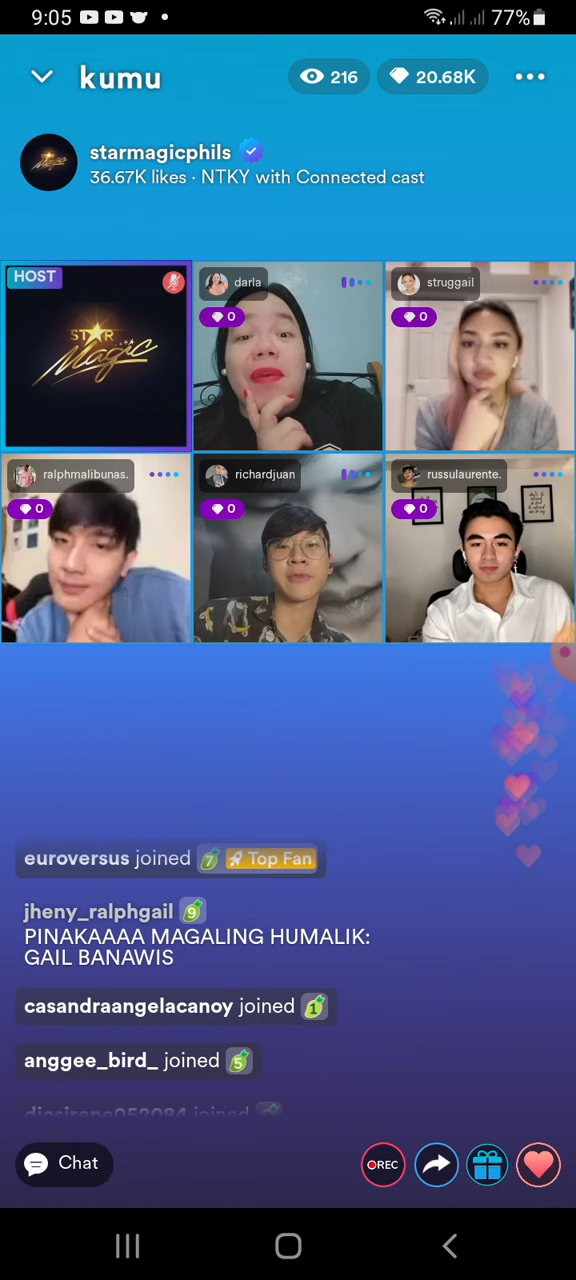 9:05
77%
kumu
216
20.68K
starmagicphils
36.67K likes · NTKY with Connected cast
HOST
STAR
Magic
darla
0
struggail
0
ralphmalibunas.
0
richardjuan
0
russulaurente.
0
euroversus joined 7 Top Fan
jheny_ralphgail 9
PINAKAAAA MAGALING HUMALIK:
GAIL BANAWIS
casandraangelacanoy joined 1
anggee_bird_ joined 5
Chat
REC